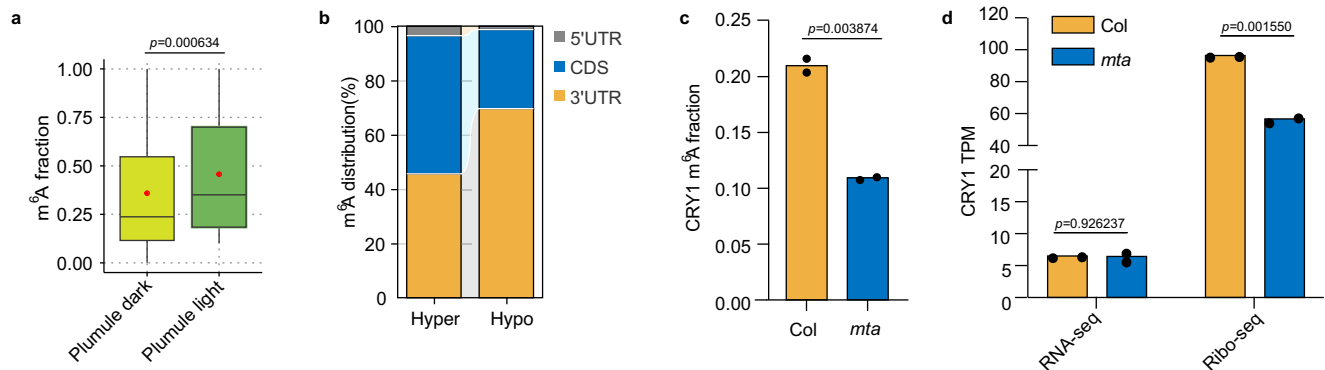 a
p=0.000634
m⁶A fraction
1.00
0.75
0.50
0.25
0.00
Plumule dark
Plumule light
b
m⁶A distribution(%)
100
80
60
40
20
0
Hyper
Hypo
5'UTR
CDS
3'UTR
c
p=0.003874
CRY1 m⁶A fraction
0.25
0.20
0.15
0.10
0.05
0.00
Col
mta
d
Col
mta
p=0.001550
p=0.926237
CRY1 TPM
120
100
80
60
40
20
15
10
5
0
RNA-seq
Ribo-seq